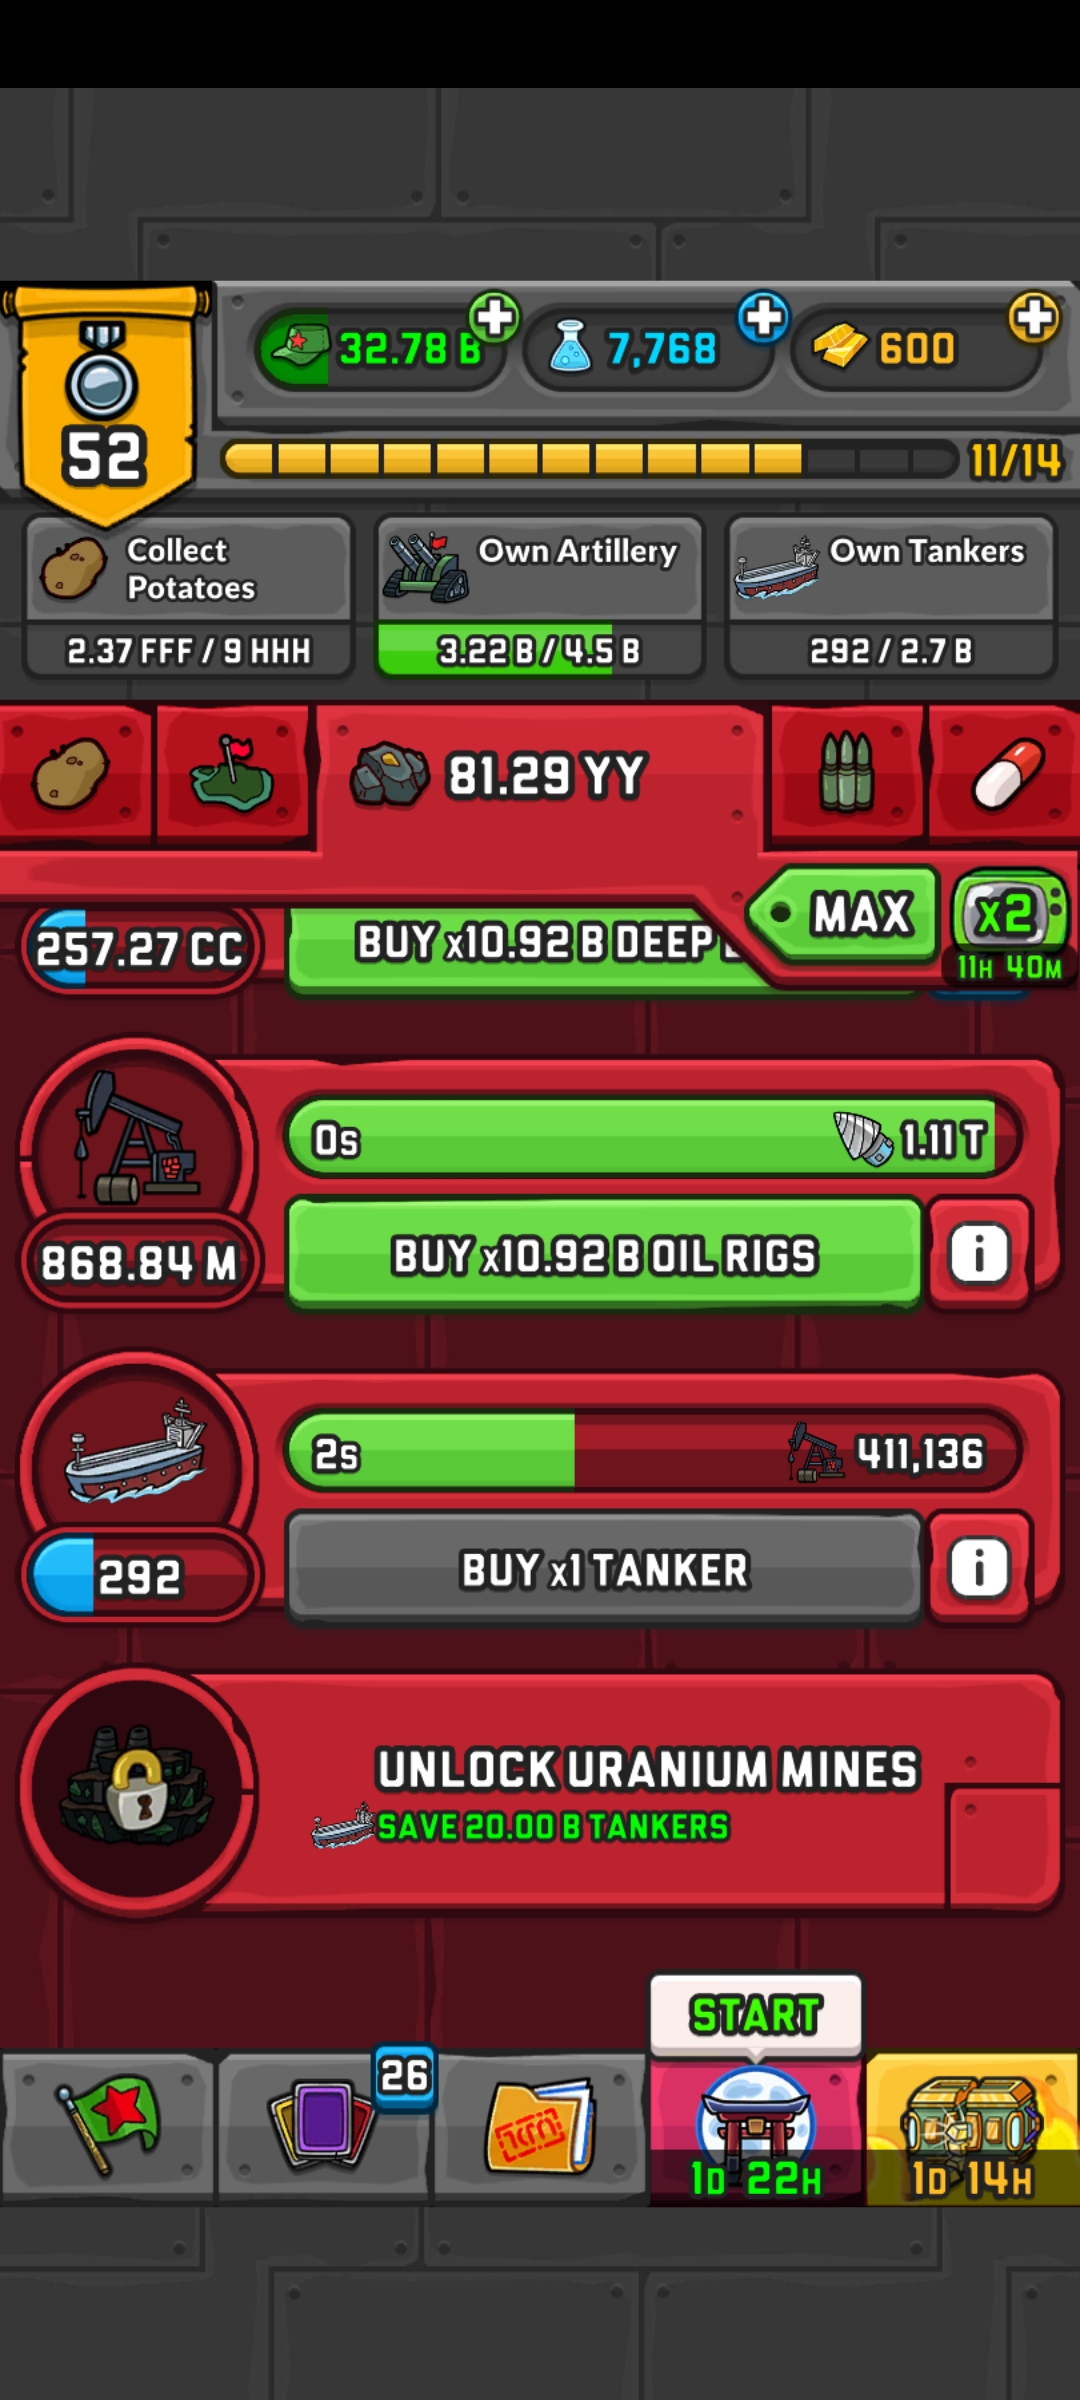 32.78 B
7,768
600
52
11/14
Collect
Potatoes
2.37 FFF / 9 HHH
Own Artillery
3.22 B / 4.5 B
Own Tankers
292 / 2.7 B
81.29 YY
MAX
x2
11H 40M
257.27 CC
BUY x10.92 B DEEP
0s
1.11 T
868.84 M
BUY x10.92 B OIL RIGS
i
2s
411,136
292
BUY x1 TANKER
i
UNLOCK URANIUM MINES
SAVE 20.00 B TANKERS
START
26
1D 22H
1D 14H